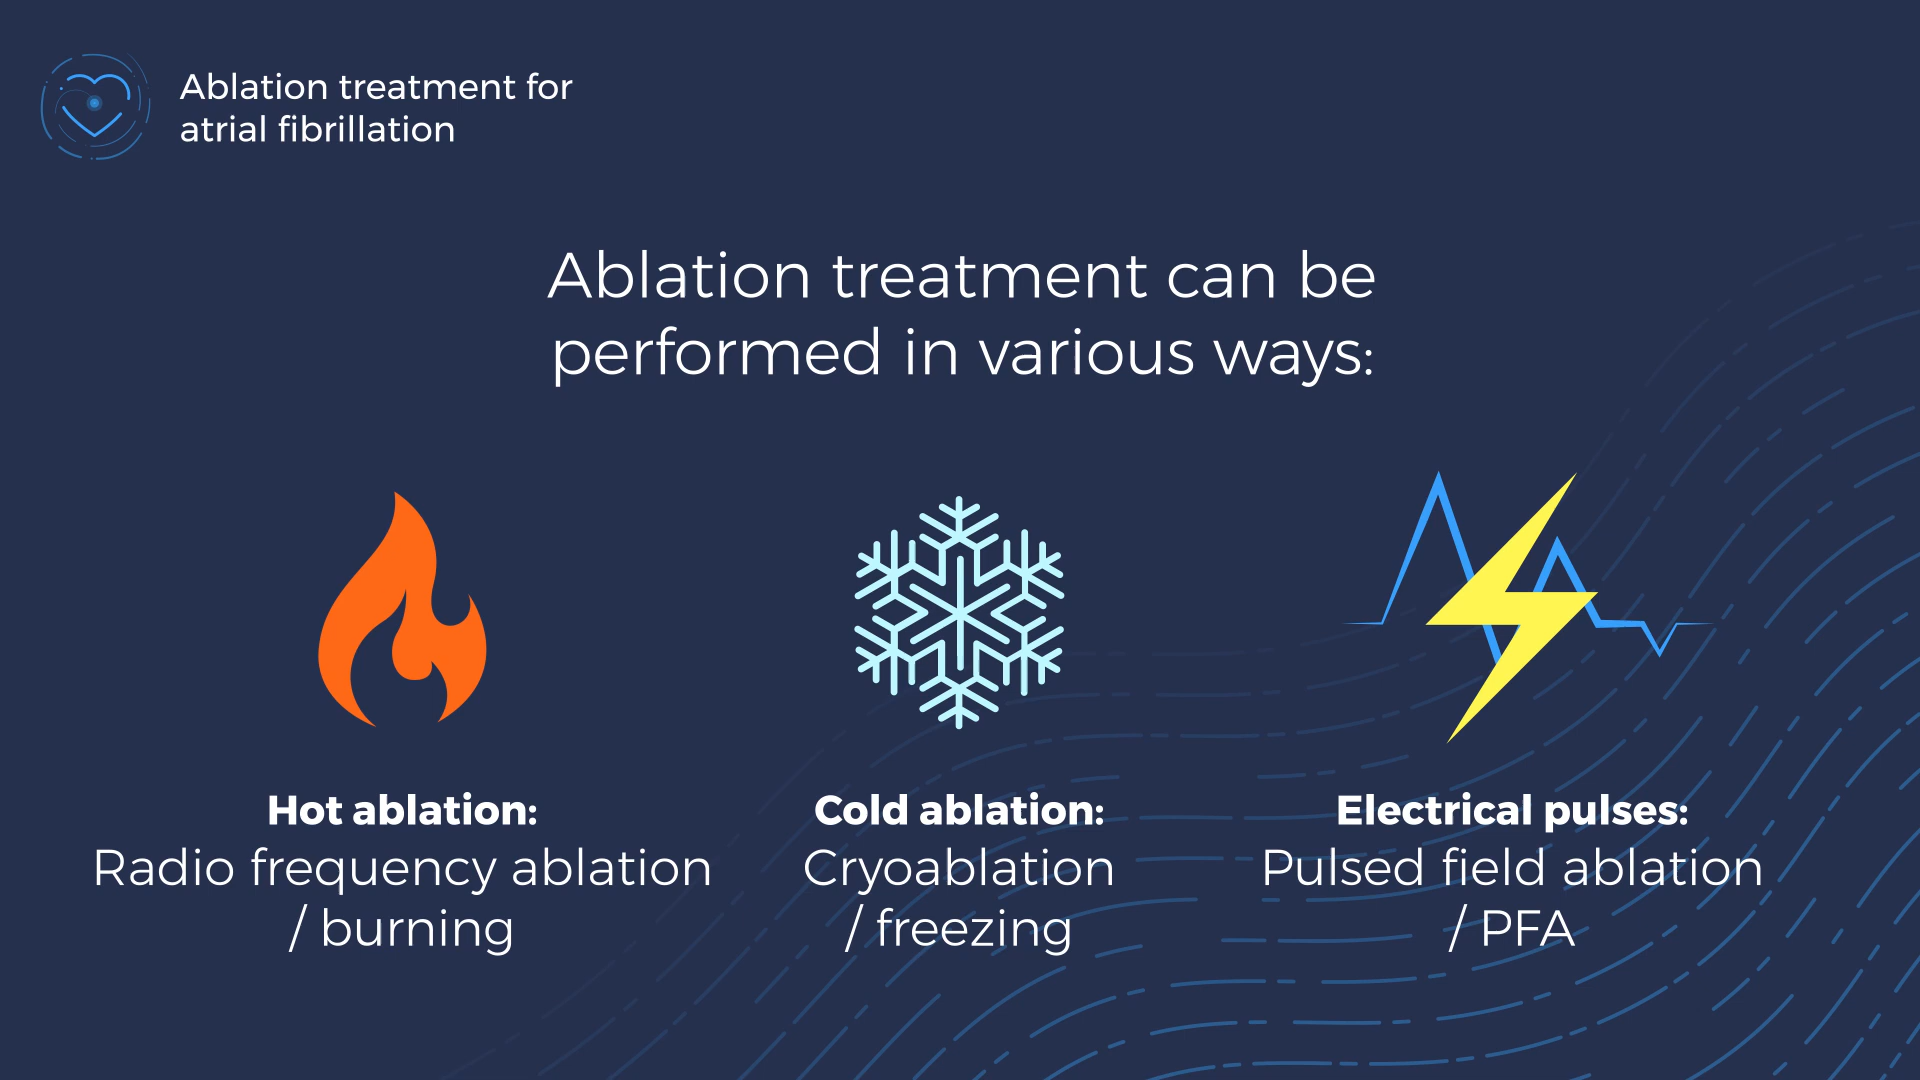 Ablation treatment for
atrial fibrillation
Ablation treatment can be
performed in various ways:
Hot ablation:
Radio frequency ablation
/ burning
Cold ablation:
Cryoablation
/ freezing
Electrical pulses:
Pulsed field ablation
/ PFA